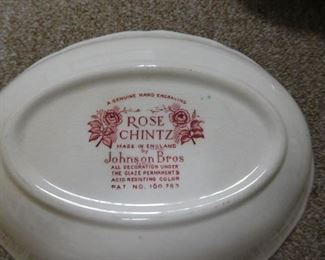 A GENUINE HAND ENGRAVING
ROSE
CHINTZ
MADE IN ENGLAND
by
Johnson Bros
ALL DECORATION UNDER
THE GLAZE PERMANENT &
ACID RESISTING COLOR
PAT. NO. 160.783